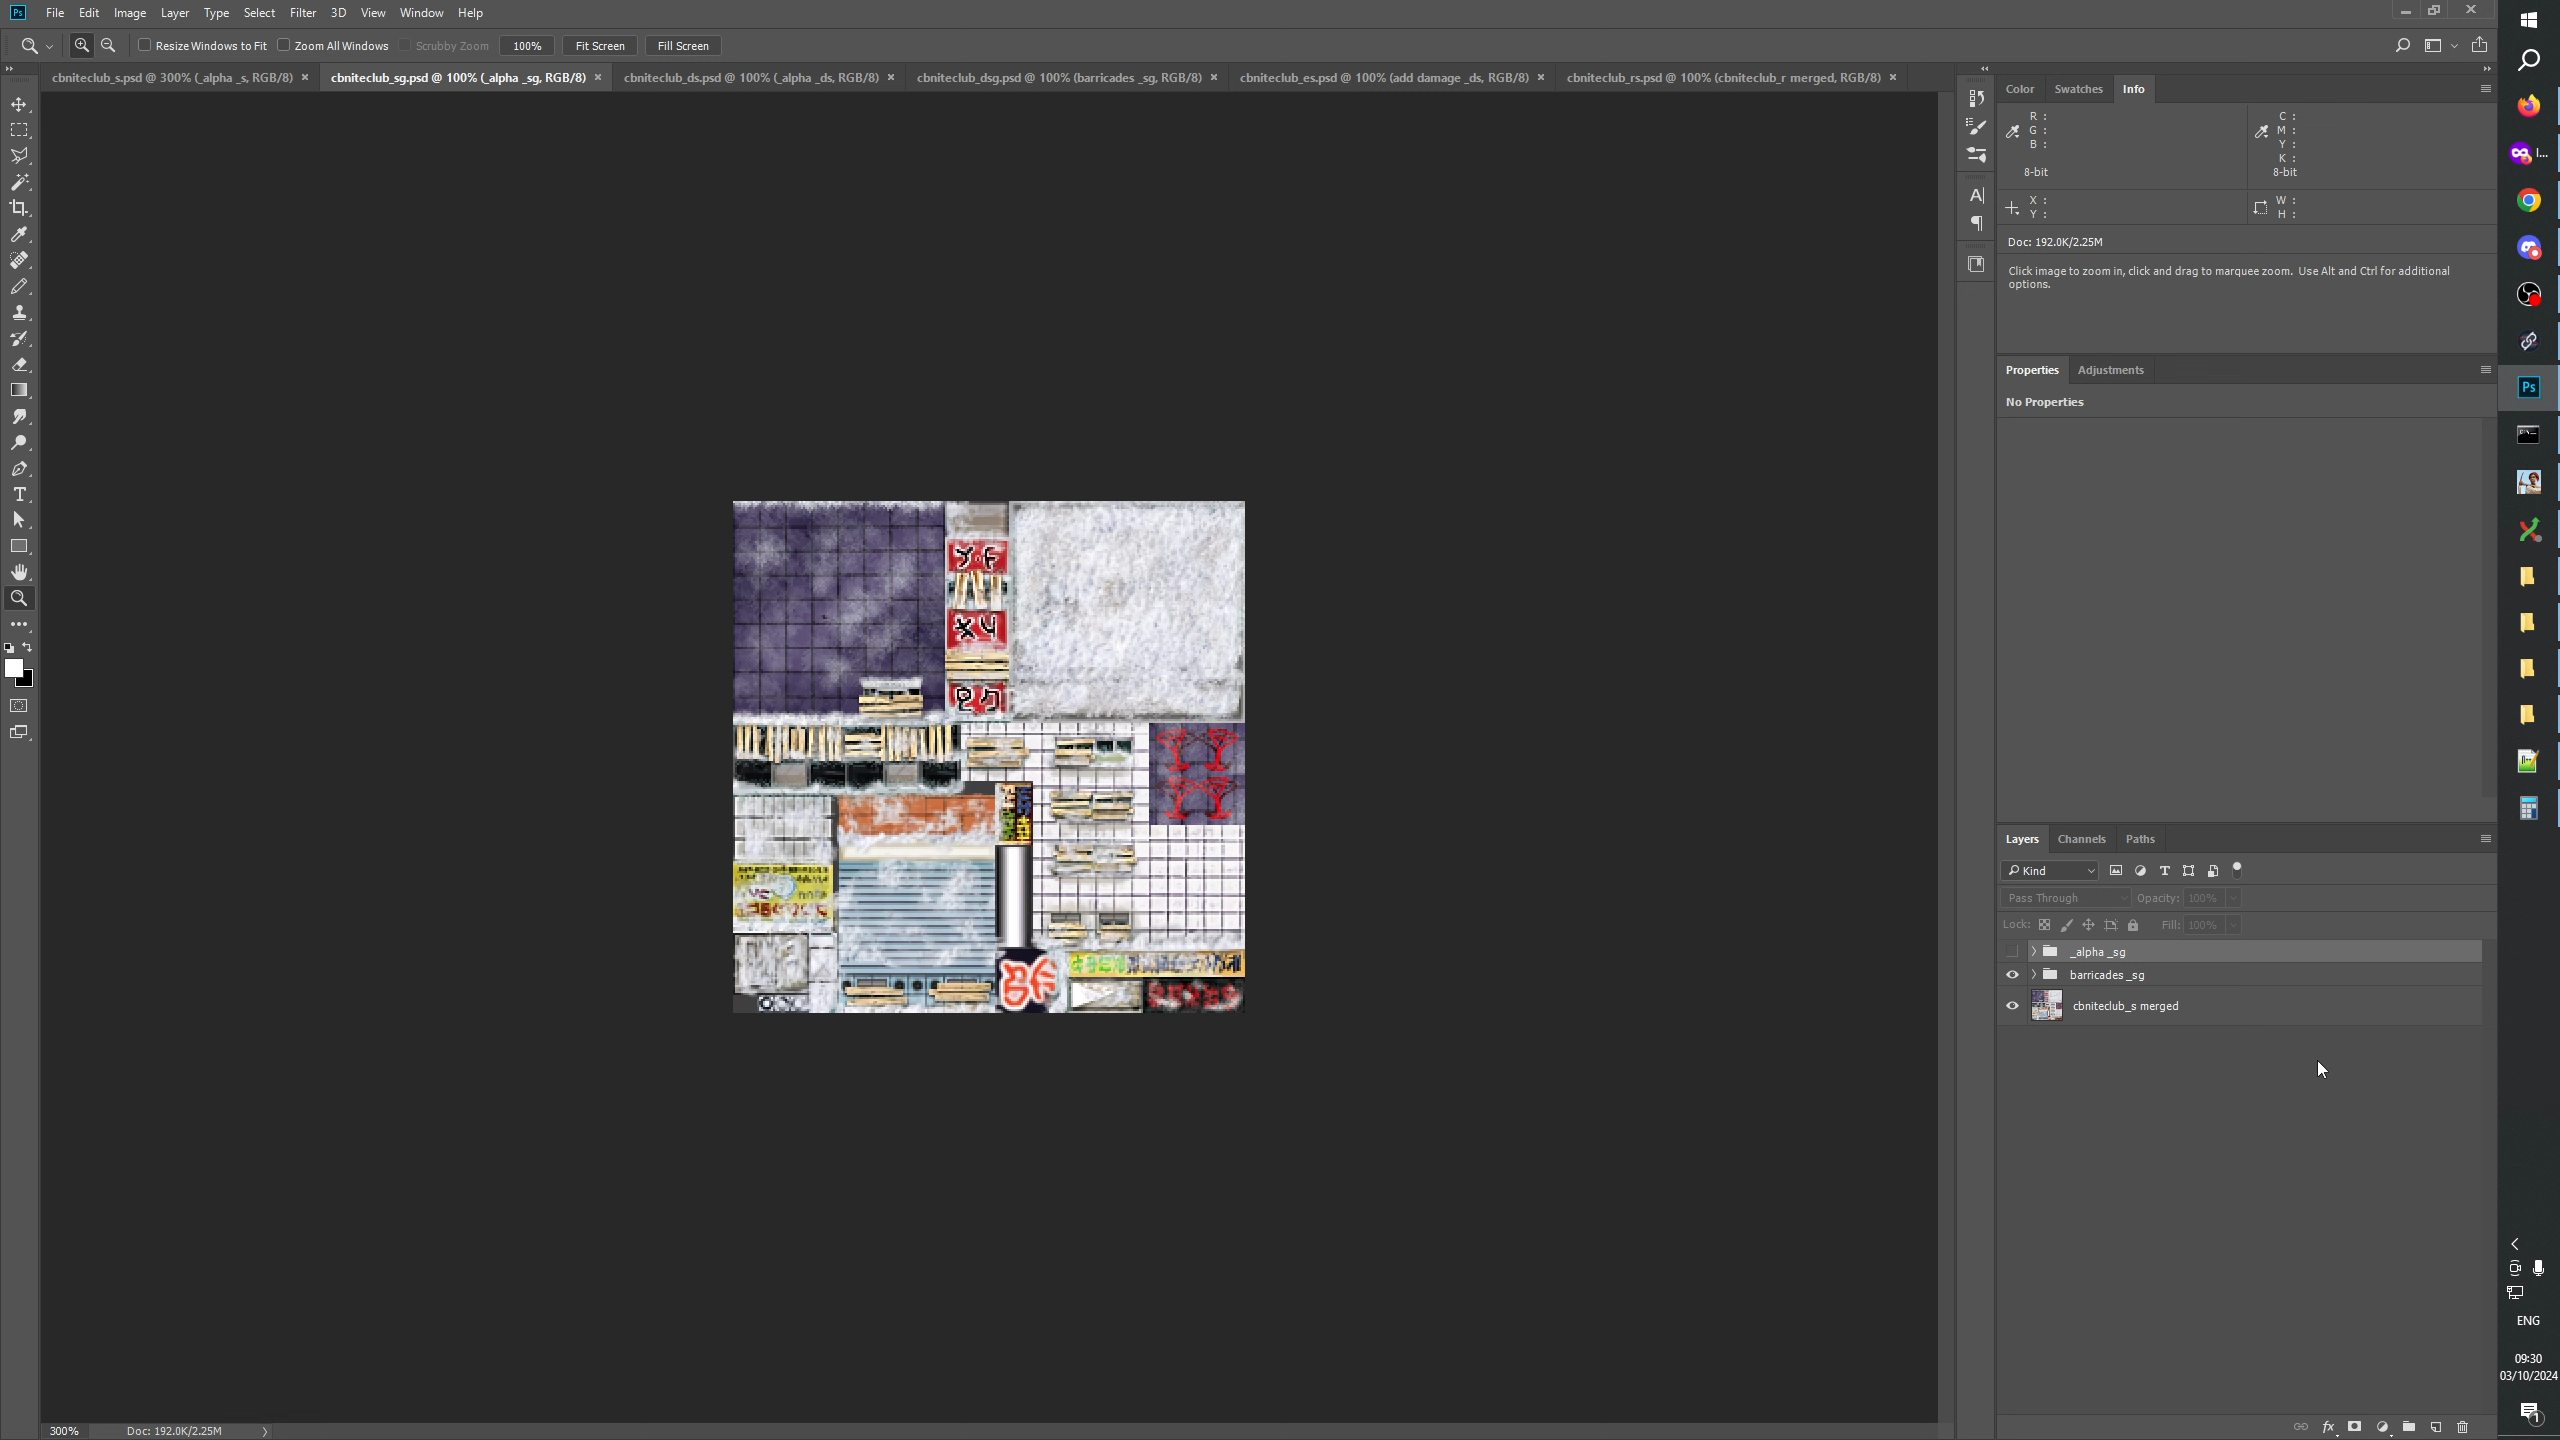 Ps File Edit Image Layer Type Select Filter 3D View Window Help
Resize Windows to Fit Zoom All Windows Scrubby Zoom 100% Fit Screen Fill Screen
cbniteclub_s.psd @ 300% (_alpha _s, RGB/8) × cbniteclub_sg.psd @ 100% (_alpha _sg, RGB/8) × cbniteclub_ds.psd @ 100% (_alpha _ds, RGB/8) × cbniteclub_dsg.psd @ 100% (barricades _sg, RGB/8) × cbniteclub_es.psd @ 100% (add damage _ds, RGB/8) × cbniteclub_rs.psd @ 100% (cbniteclub_r merged, RGB/8) ×
Color Swatches Info
R : C :
G : M :
B : Y :
K :
8-bit 8-bit
X : W :
Y : H :
Doc: 192.0K/2.25M
Click image to zoom in, click and drag to marquee zoom. Use Alt and Ctrl for additional
options.
Properties Adjustments
No Properties
Layers Channels Paths
Kind
Pass Through Opacity: 100%
Lock: Fill: 100%
_alpha _sg
barricades _sg
cbniteclub_s merged
300% Doc: 192.0K/2.25M
Ps
ENG
09:30
03/10/2024
1